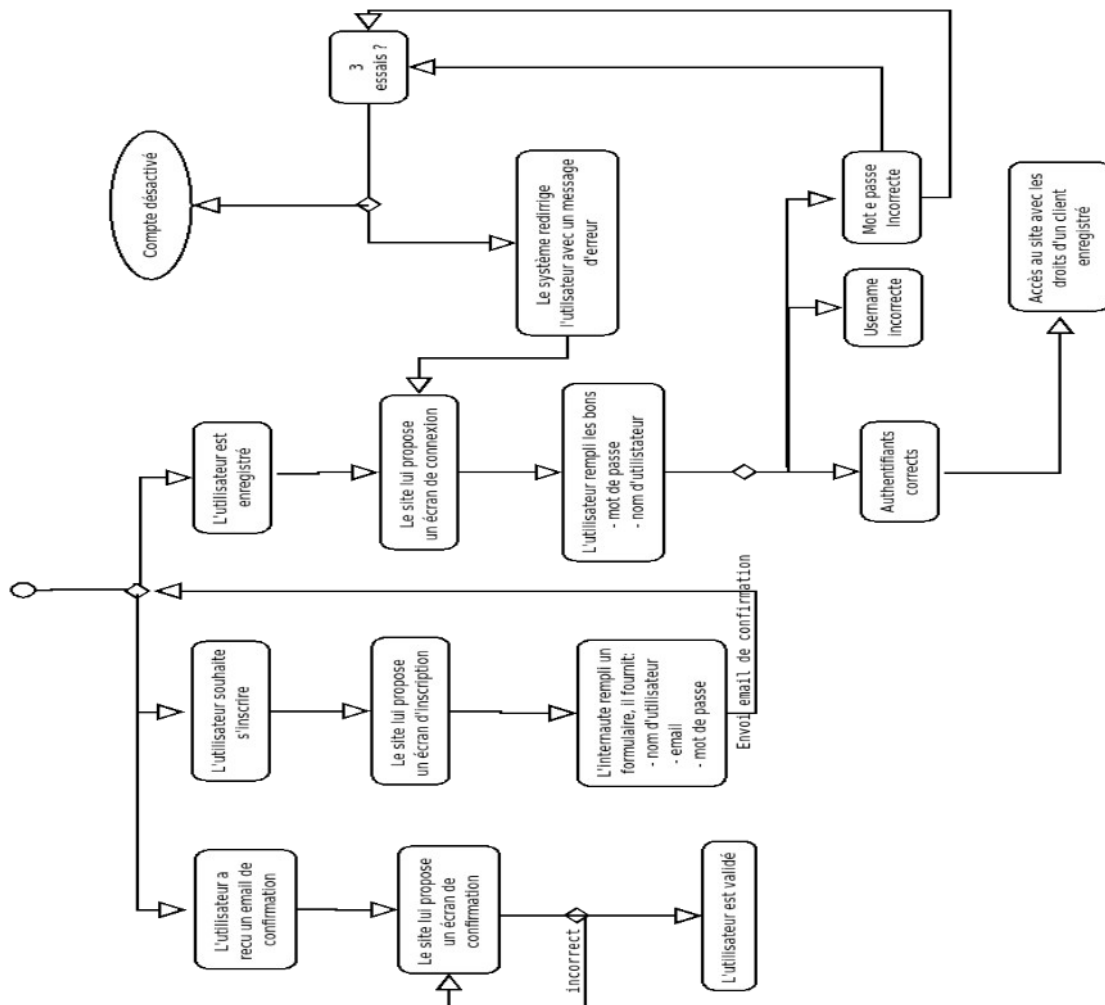 L'utilisateur a
recu un email de
confirmation
Le site lui propose
un écran de
confirmation
incorrect
L'utilisateur est validé
L'utilisateur souhaite
s'inscrire
Le site lui propose
un écran d'inscription
L'internaute rempli un
formulaire, il fournit:
- nom d'utilisateur
- email
- mot de passe
Envoi email de confirmation
L'utilisateur est
enregistré
Le site lui propose
un écran de connexion
L'utilisateur rempli les bons
- mot de passe
- nom d'utilistateur
Authentifiants
corrects
Username
incorrecte
Mot e passe
Incorrecte
Accès au site avec les
droits d'un client
enregistré
Le système redirrige
l'utilsateur avec un message
d'erreur
Compte désactivé
3
essais ?